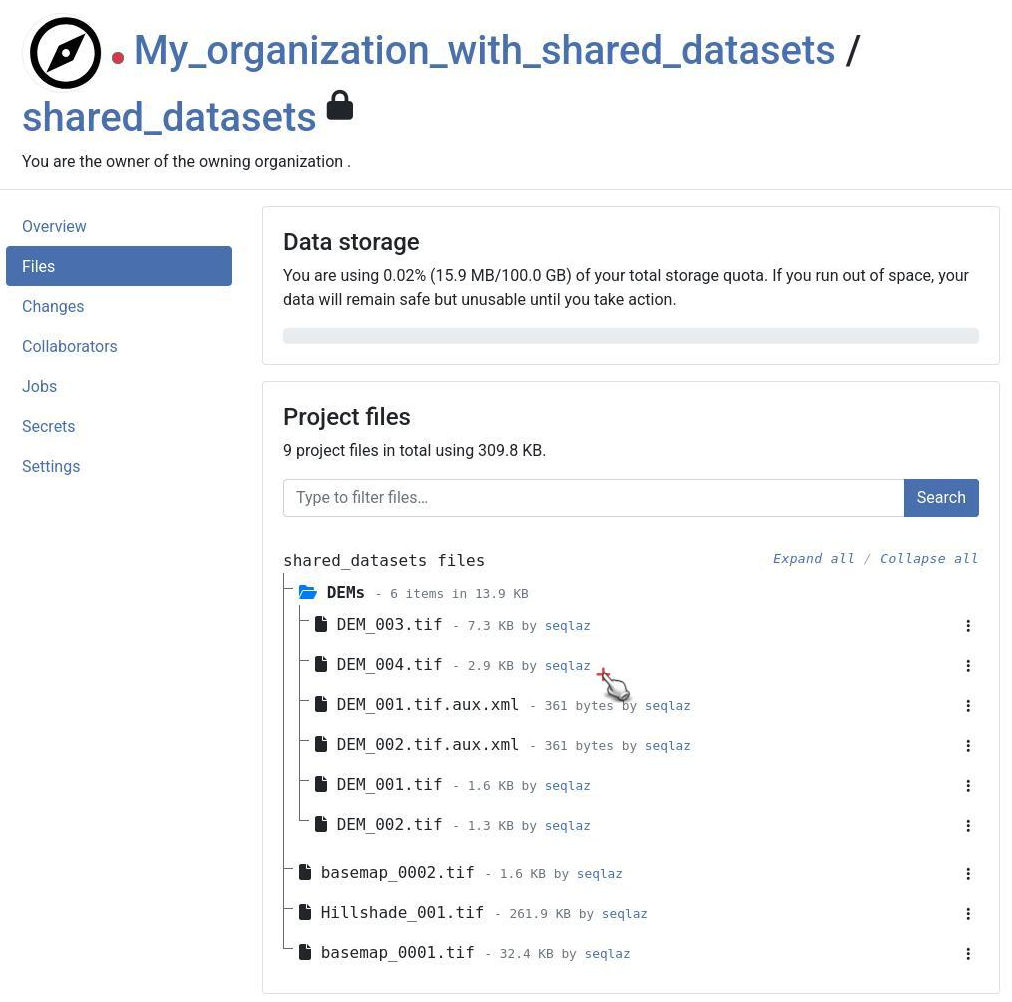 My_organization_with_shared_datasets /
shared_datasets
You are the owner of the owning organization .
Overview
Files
Changes
Collaborators
Jobs
Secrets
Settings
Data storage
You are using 0.02% (15.9 MB/100.0 GB) of your total storage quota. If you run out of space, your
data will remain safe but unusable until you take action.
Project files
9 project files in total using 309.8 KB.
Type to filter files…
Search
shared_datasets files
Expand all / Collapse all
DEMs - 6 items in 13.9 KB
DEM_003.tif - 7.3 KB by seqlaz
DEM_004.tif - 2.9 KB by seqlaz
DEM_001.tif.aux.xml - 361 bytes by seqlaz
DEM_002.tif.aux.xml - 361 bytes by seqlaz
DEM_001.tif - 1.6 KB by seqlaz
DEM_002.tif - 1.3 KB by seqlaz
basemap_0002.tif - 1.6 KB by seqlaz
Hillshade_001.tif - 261.9 KB by seqlaz
basemap_0001.tif - 32.4 KB by seqlaz